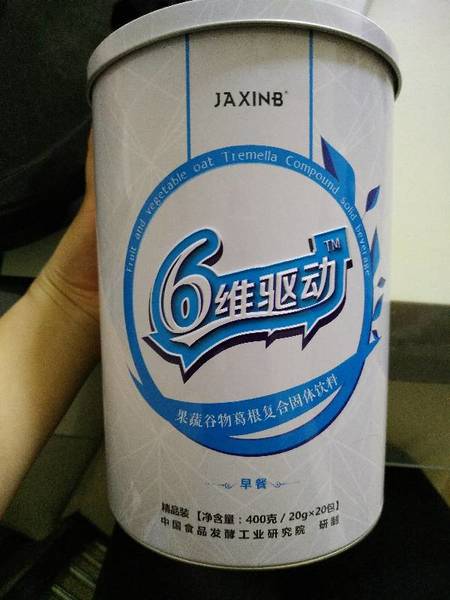 JAXINB®
Fruit and vegetable oat Tremella Compound solid beverage
6维驱动™
果蔬谷物葛根复合固体饮料
早餐
精品装【净含量：400克/20g×20包】
中国食品发酵工业研究院 研制